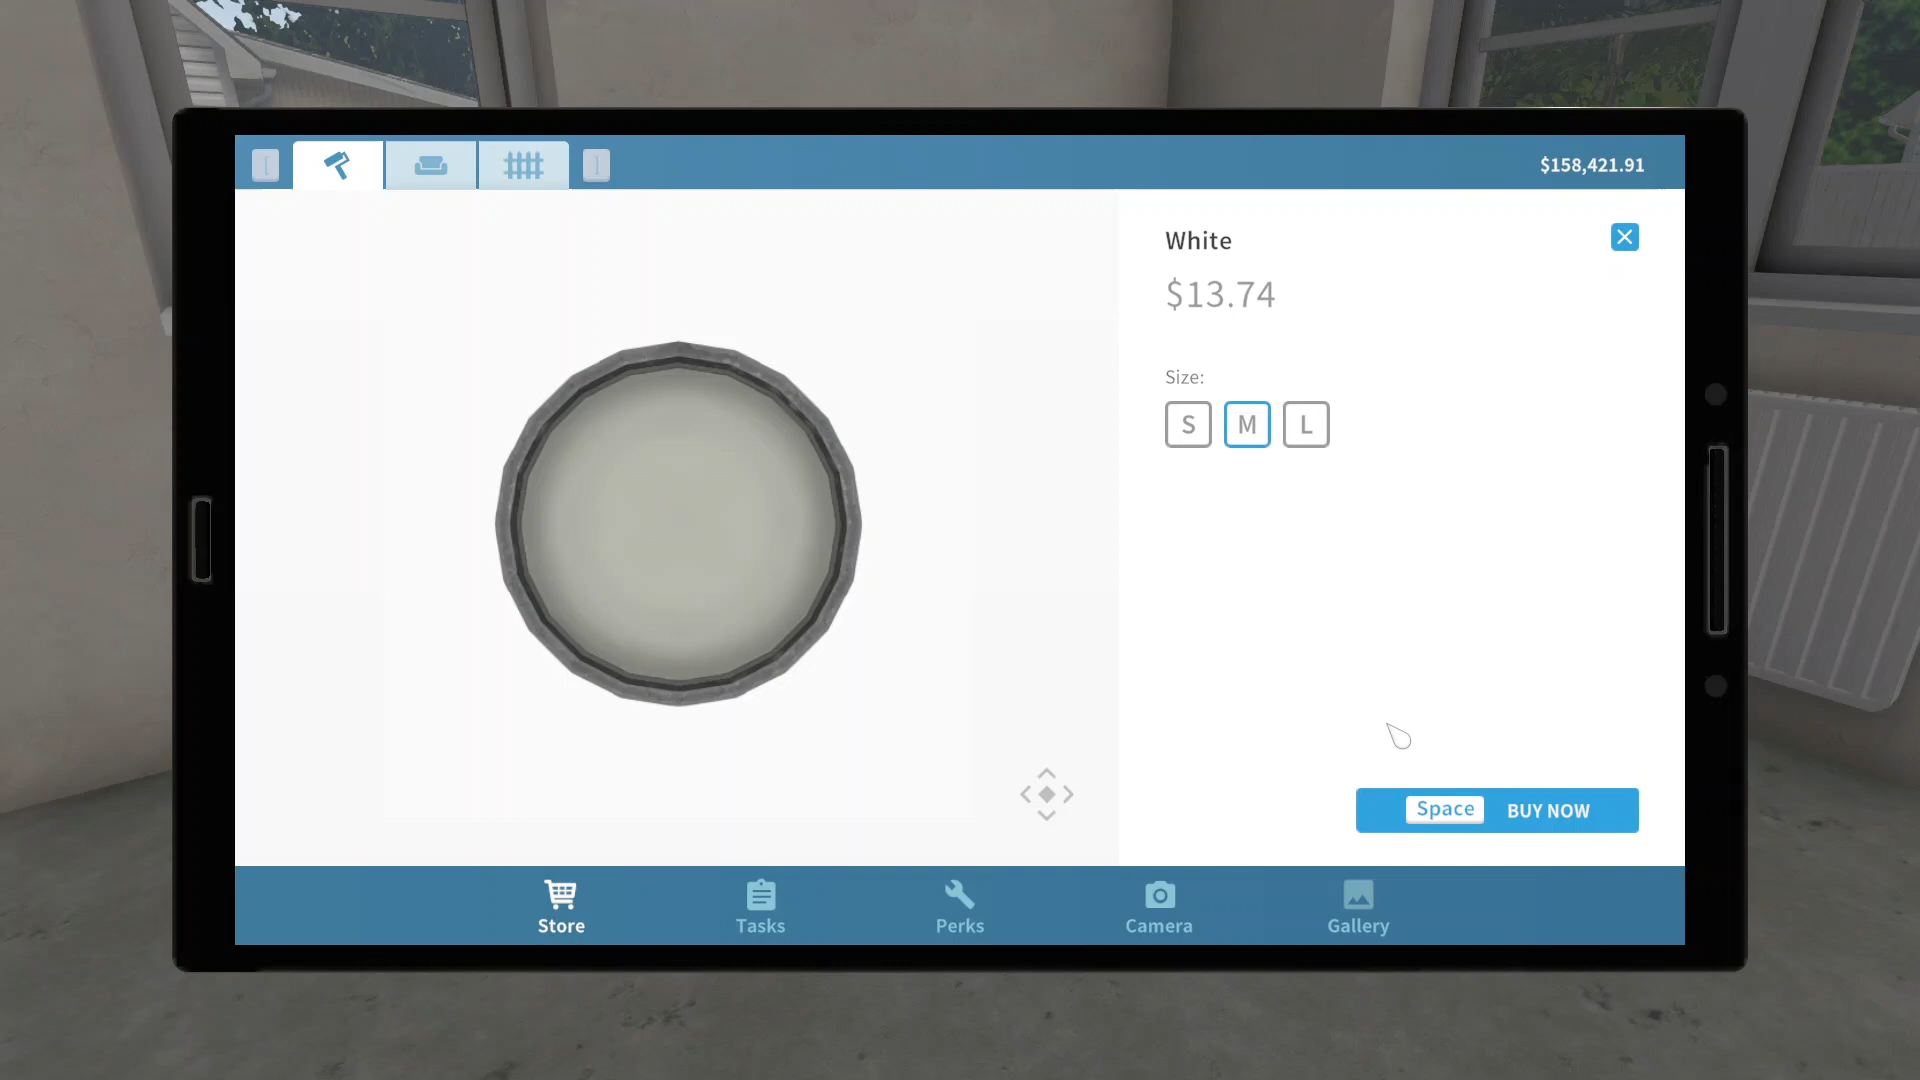 [
]
$158,421.91
White
$13.74
Size:
S M L
Space BUY NOW
Store Tasks Perks Camera Gallery